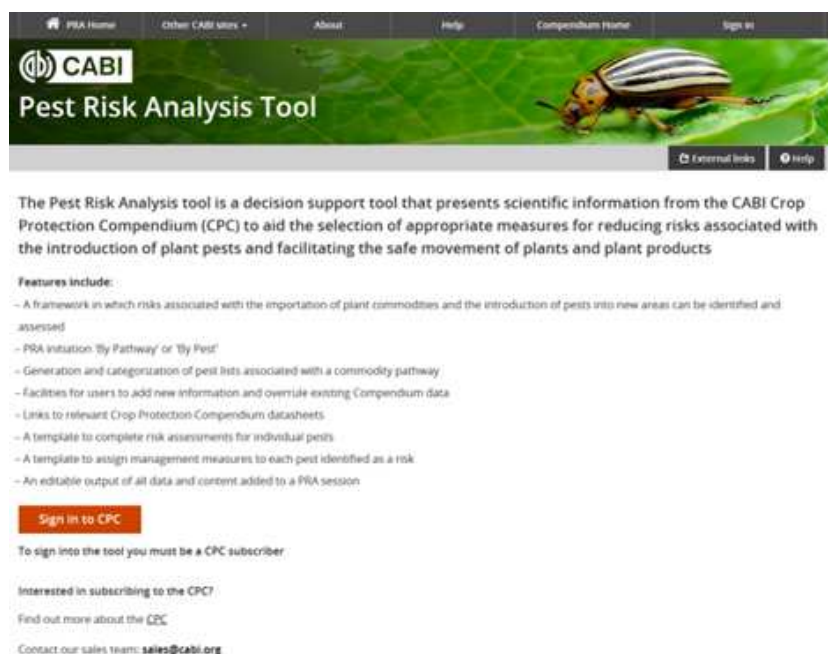 PRA Home
Other CABI sites
About
Help
Compendium Home
Sign in
CABI
Pest Risk Analysis Tool
External links
Help
The Pest Risk Analysis tool is a decision support tool that presents scientific information from the CABI Crop
Protection Compendium (CPC) to aid the selection of appropriate measures for reducing risks associated with
the introduction of plant pests and facilitating the safe movement of plants and plant products
Features include:
– A framework in which risks associated with the importation of plant commodities and the introduction of pests into new areas can be identified and
assessed
– PRA initiation 'By Pathway' or 'By Pest'
– Generation and categorization of pest lists associated with a commodity pathway
– Facilities for users to add new information and overrule existing Compendium data
– Links to relevant Crop Protection Compendium datasheets
– A template to complete risk assessments for individual pests
– A template to assign management measures to each pest identified as a risk
– An editable output of all data and content added to a PRA session
Sign in to CPC
To sign into the tool you must be a CPC subscriber
Interested in subscribing to the CPC?
Find out more about the CPC
Contact our sales team: sales@cabi.org